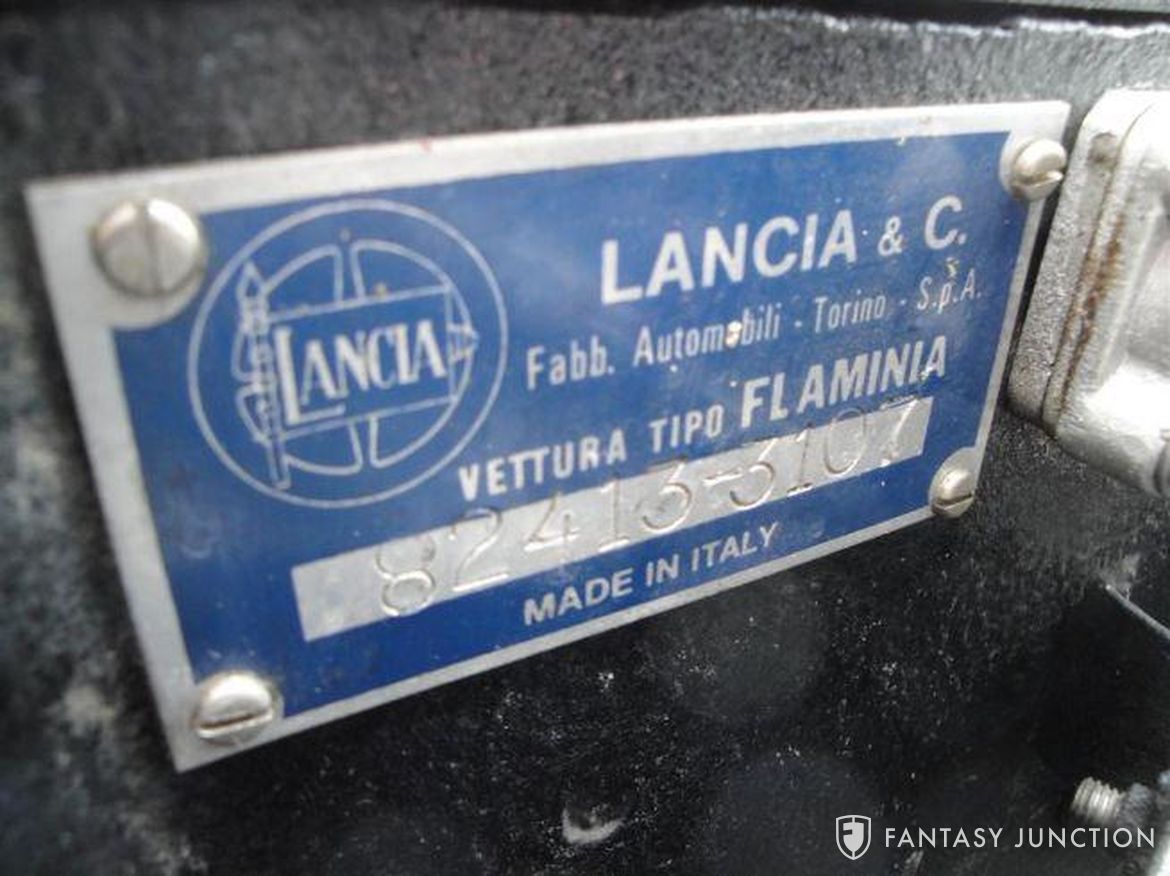 LANCIA
LANCIA & C.
Fabb. Automobili - Torino - S.p.A.
VETTURA TIPO FLAMINIA
82413-3107
MADE IN ITALY
FANTASY JUNCTION